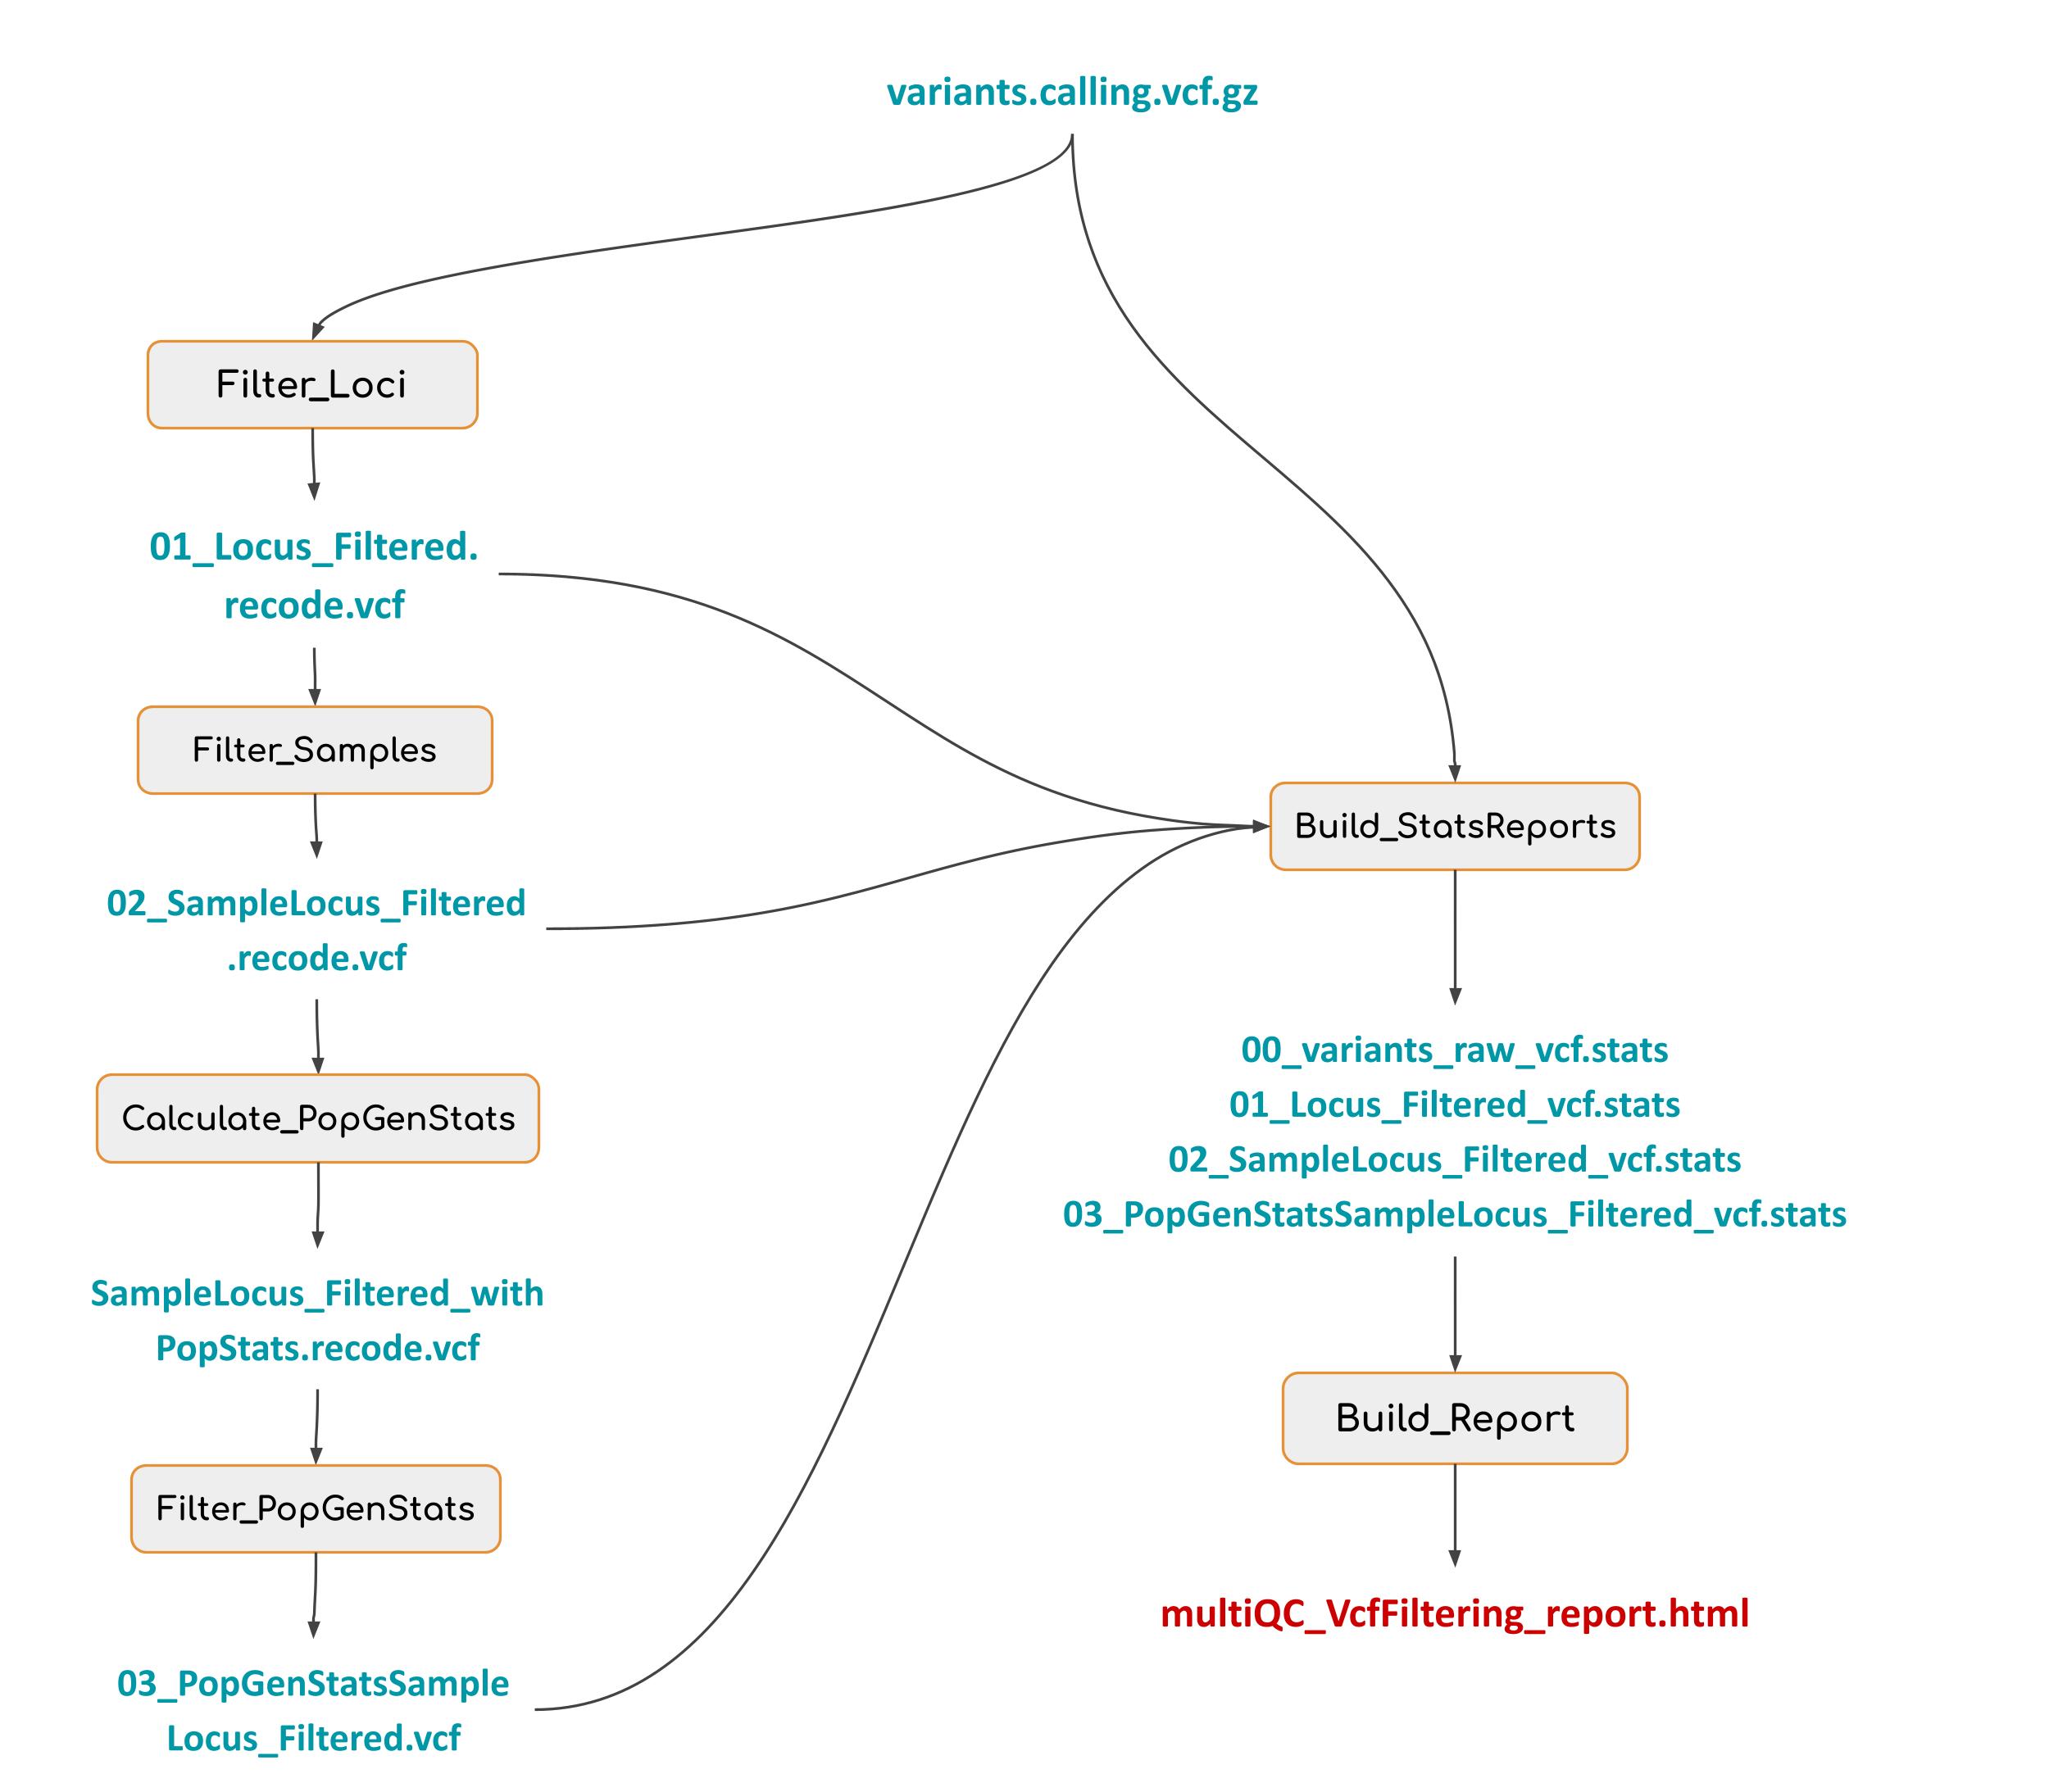 variants.calling.vcf.gz
Filter_Loci
01_Locus_Filtered.
recode.vcf
Filter_Samples
02_SampleLocus_Filtered
.recode.vcf
Calculate_PopGenStats
SampleLocus_Filtered_with
PopStats.recode.vcf
Filter_PopGenStats
03_PopGenStatsSample
Locus_Filtered.vcf
Build_StatsReports
00_variants_raw_vcf.stats
01_Locus_Filtered_vcf.stats
02_SampleLocus_Filtered_vcf.stats
03_PopGenStatsSampleLocus_Filtered_vcf.stats
Build_Report
multiQC_VcfFiltering_report.html